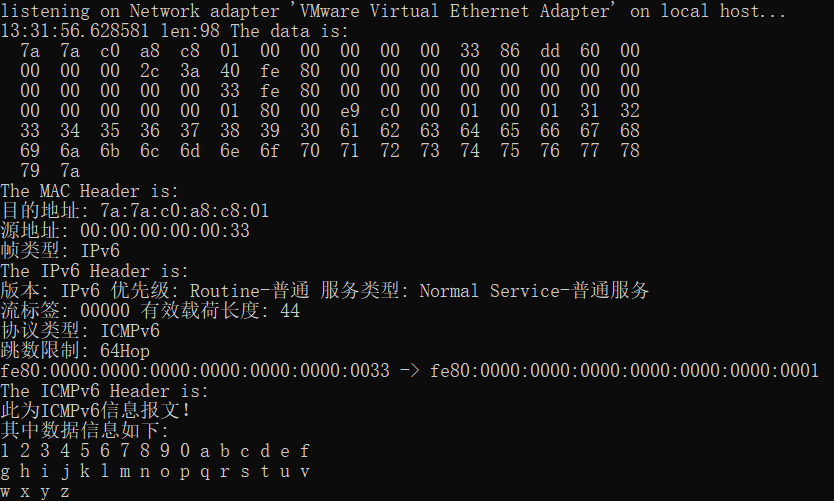 listening on Network adapter 'VMware Virtual Ethernet Adapter' on local host...
13:31:56.628581 len:98 The data is:
7a 7a c0 a8 c8 01 00 00 00 00 00 33 86 dd 60 00
00 00 00 2c 3a 40 fe 80 00 00 00 00 00 00 00 00
00 00 00 00 00 33 fe 80 00 00 00 00 00 00 00 00
00 00 00 00 00 01 80 00 e9 c0 00 01 00 01 31 32
33 34 35 36 37 38 39 30 61 62 63 64 65 66 67 68
69 6a 6b 6c 6d 6e 6f 70 71 72 73 74 75 76 77 78
79 7a
The MAC Header is:
目的地址: 7a:7a:c0:a8:c8:01
源地址: 00:00:00:00:00:33
帧类型: IPv6
The IPv6 Header is:
版本: IPv6 优先级: Routine-普通 服务类型: Normal Service-普通服务
流标签: 00000 有效载荷长度: 44
协议类型: ICMPv6
跳数限制: 64Hop
fe80:0000:0000:0000:0000:0000:0000:0033 -> fe80:0000:0000:0000:0000:0000:0000:0001
The ICMPv6 Header is:
此为ICMPv6信息报文!
其中数据信息如下:
1 2 3 4 5 6 7 8 9 0 a b c d e f
g h i j k l m n o p q r s t u v
w x y z